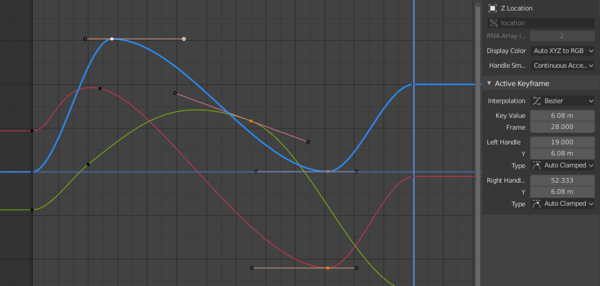 Z Location
location
RNA Array I...
Z
Display Color
Auto XYZ to RGB
Handle Sm...
Continuous Acce...
Active Keyframe
Interpolation
Bezier
Key Value
6.08 m
Frame
28.000
Left Handle
19.000
Y
6.08 m
Type
Auto Clamped
Right Handl...
52.333
Y
6.08 m
Type
Auto Clamped